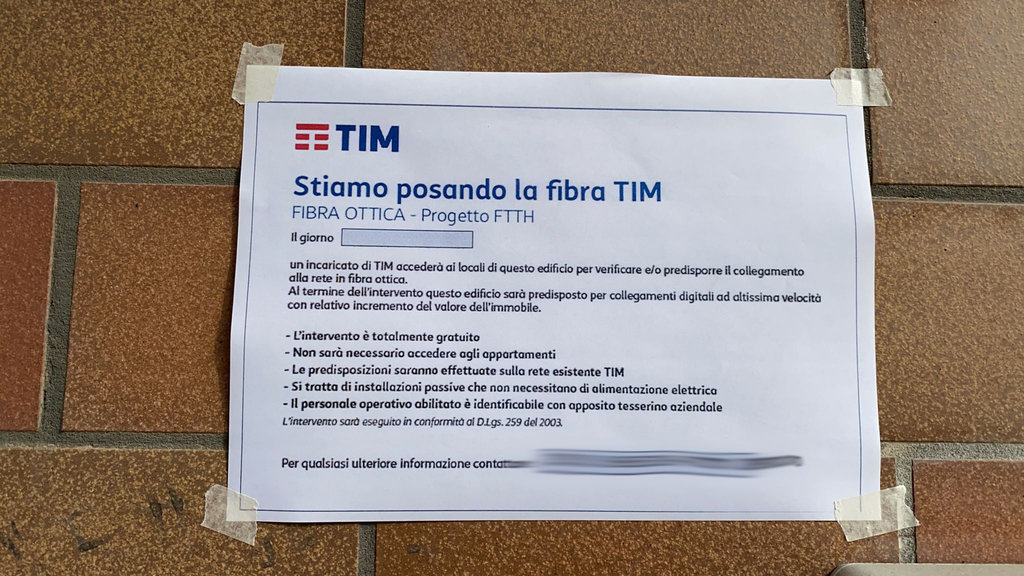 TIM
Stiamo posando la fibra TIM
FIBRA OTTICA - Progetto FTTH
Il giorno
un incaricato di TIM accederà ai locali di questo edificio per verificare e/o predisporre il collegamento
alla rete in fibra ottica.
Al termine dell'intervento questo edificio sarà predisposto per collegamenti digitali ad altissima velocità
con relativo incremento del valore dell'immobile.
- L'intervento è totalmente gratuito
- Non sarà necessario accedere agli appartamenti
- Le predisposizioni saranno effettuate sulla rete esistente TIM
- Si tratta di installazioni passive che non necessitano di alimentazione elettrica
- Il personale operativo abilitato è identificabile con apposito tesserino aziendale
L'intervento sarà eseguito in conformità al D.Lgs. 259 del 2003.
Per qualsiasi ulteriore informazione